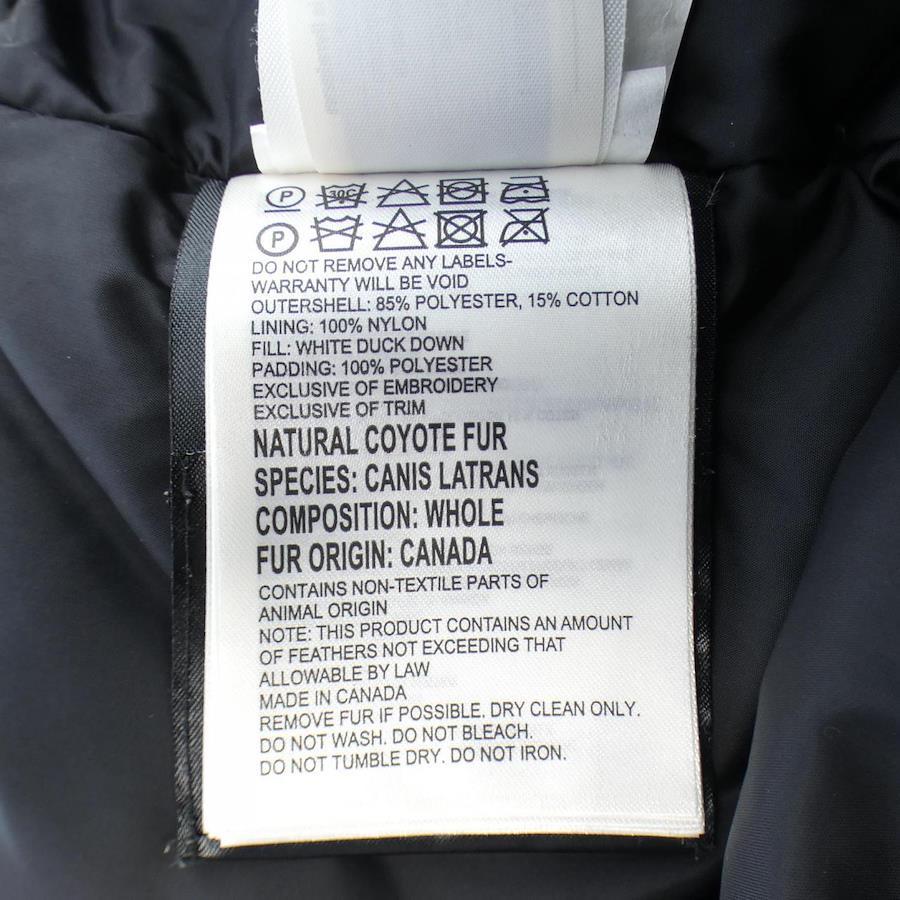 P 30C
P
DO NOT REMOVE ANY LABELS-
WARRANTY WILL BE VOID
OUTERSHELL: 85% POLYESTER, 15% COTTON
LINING: 100% NYLON
FILL: WHITE DUCK DOWN
PADDING: 100% POLYESTER
EXCLUSIVE OF EMBROIDERY
EXCLUSIVE OF TRIM
NATURAL COYOTE FUR
SPECIES: CANIS LATRANS
COMPOSITION: WHOLE
FUR ORIGIN: CANADA
CONTAINS NON-TEXTILE PARTS OF
ANIMAL ORIGIN
NOTE: THIS PRODUCT CONTAINS AN AMOUNT
OF FEATHERS NOT EXCEEDING THAT
ALLOWABLE BY LAW
MADE IN CANADA
REMOVE FUR IF POSSIBLE. DRY CLEAN ONLY.
DO NOT WASH. DO NOT BLEACH.
DO NOT TUMBLE DRY. DO NOT IRON.